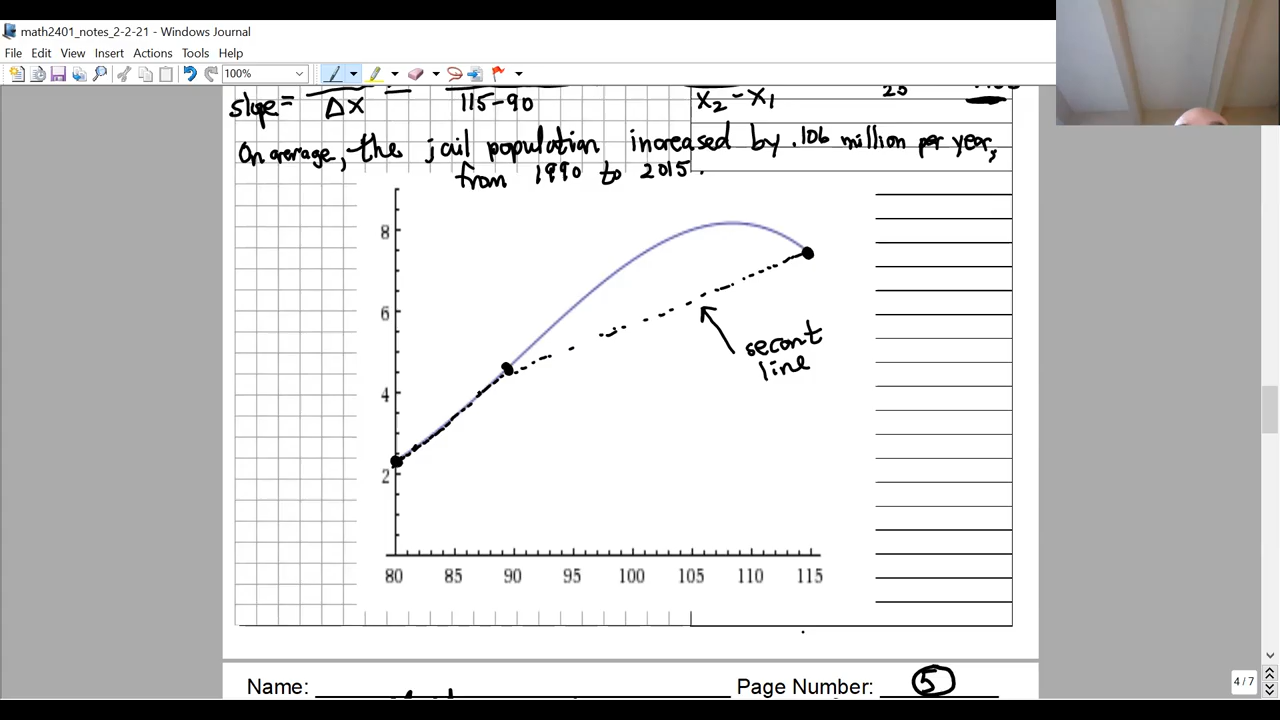 math2401_notes_2-2-21 - Windows Journal
File Edit View Insert Actions Tools Help
100%
slope = ΔX = 115-90
X2 - X1
25
On average, the jail population increased by .106 million per year,
from 1990 to 2015.
8
6
4
2
secant
line
80 85 90 95 100 105 110 115
4 / 7
Name: Page Number: 5